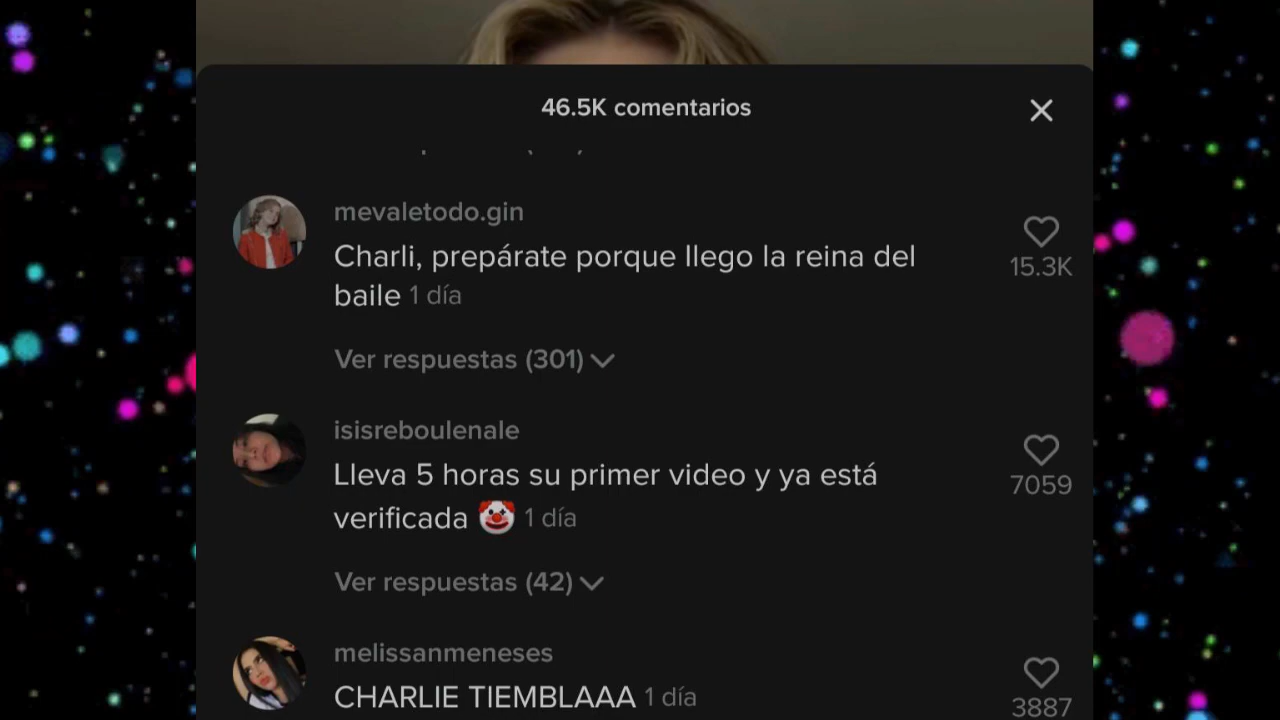 46.5K comentarios
mevaletodo.gin
Charli, prepárate porque llego la reina del
baile 1 día
15.3K
Ver respuestas (301)
isisreboulenale
Lleva 5 horas su primer video y ya está
verificada 🤡 1 día
7059
Ver respuestas (42)
melissanmeneses
CHARLIE TIEMBLAAA 1 día
3887